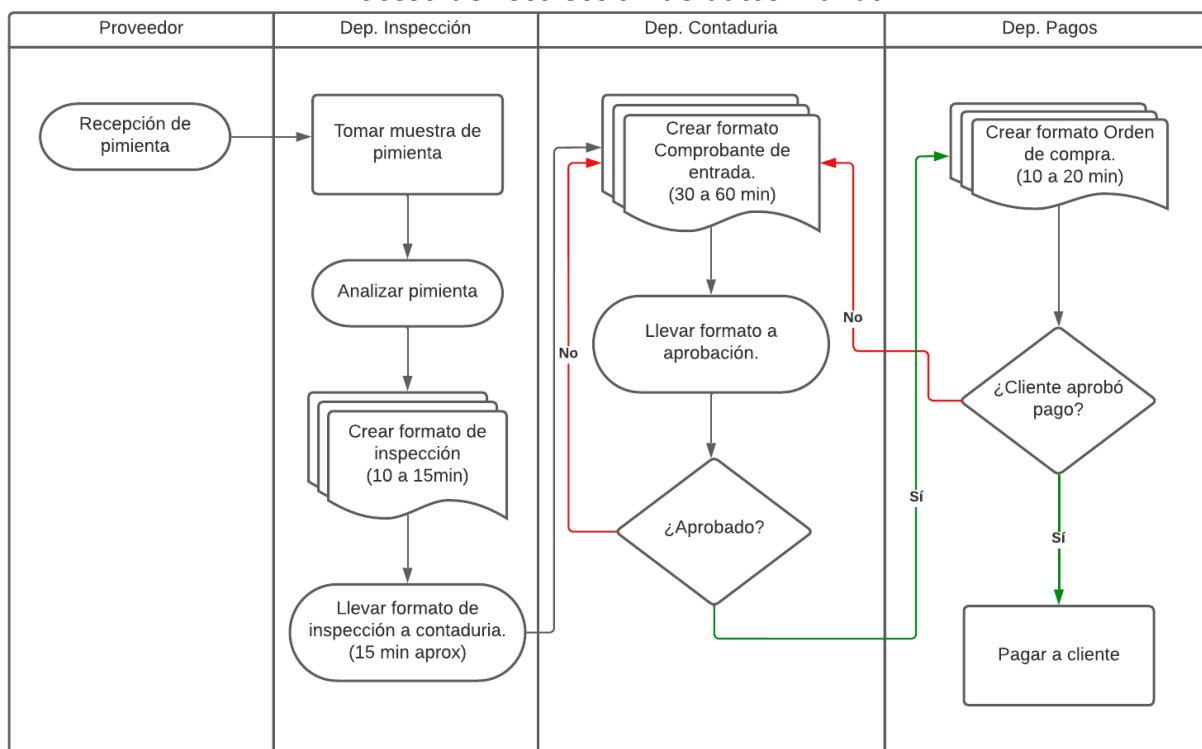 Proveedor
Dep. Inspección
Dep. Contaduria
Dep. Pagos
Recepción de
pimienta
Tomar muestra de
pimienta
Analizar pimienta
Crear formato de
inspección
(10 a 15min)
Llevar formato de
inspección a contaduria.
(15 min aprox)
Crear formato
Comprobante de
entrada.
(30 a 60 min)
Llevar formato a
aprobación.
¿Aprobado?
No
Sí
Crear formato Orden
de compra.
(10 a 20 min)
¿Cliente aprobó
pago?
No
Sí
Pagar a cliente